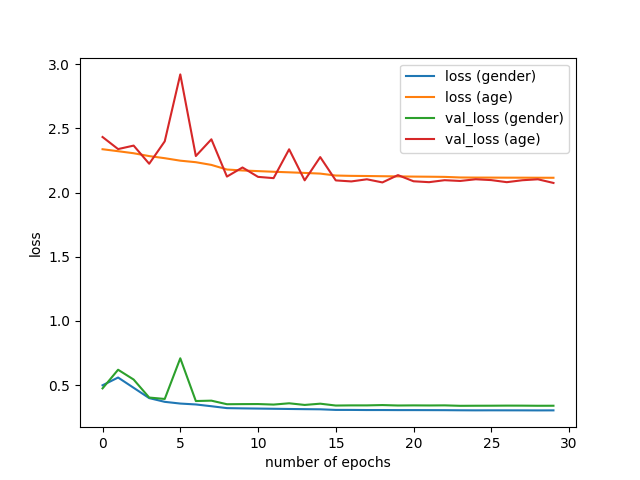 3.0
2.5
2.0
1.5
1.0
0.5
loss
loss (gender)
loss (age)
val_loss (gender)
val_loss (age)
0 5 10 15 20 25 30
number of epochs